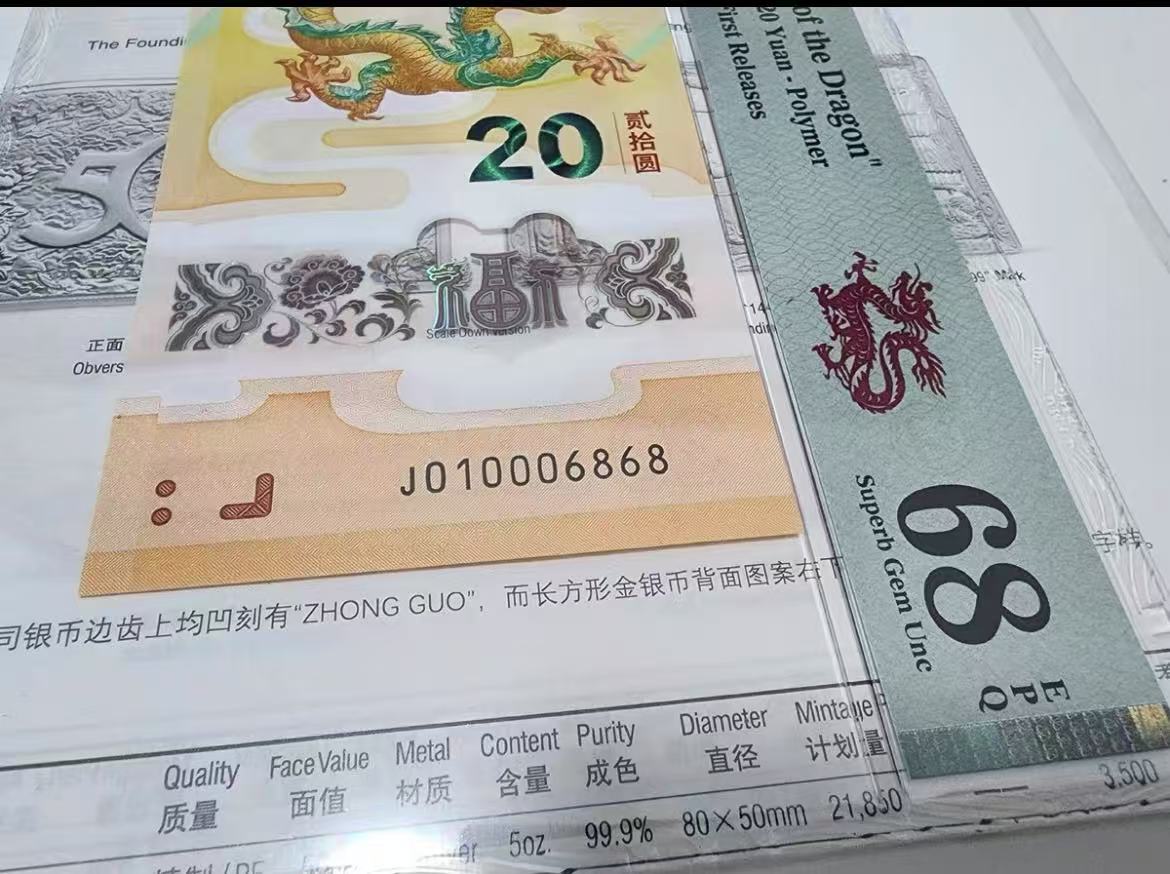 The Foundi
20
贰拾圆
福
Scale Down version
正面
Obvers
J010006868
of the Dragon"
20 Yuan - Polymer
First Releases
68
Superb Gem Unc
EPQ
司银币边齿上均凹刻有“ZHONG GUO”，而长方形金银币背面图案右下
字样。
Quality Face Value Metal Content Purity Diameter Mintage
质量 面值 材质 含量 成色 直径 计划量
5oz. 99.9% 80×50mm 21,850
3,500